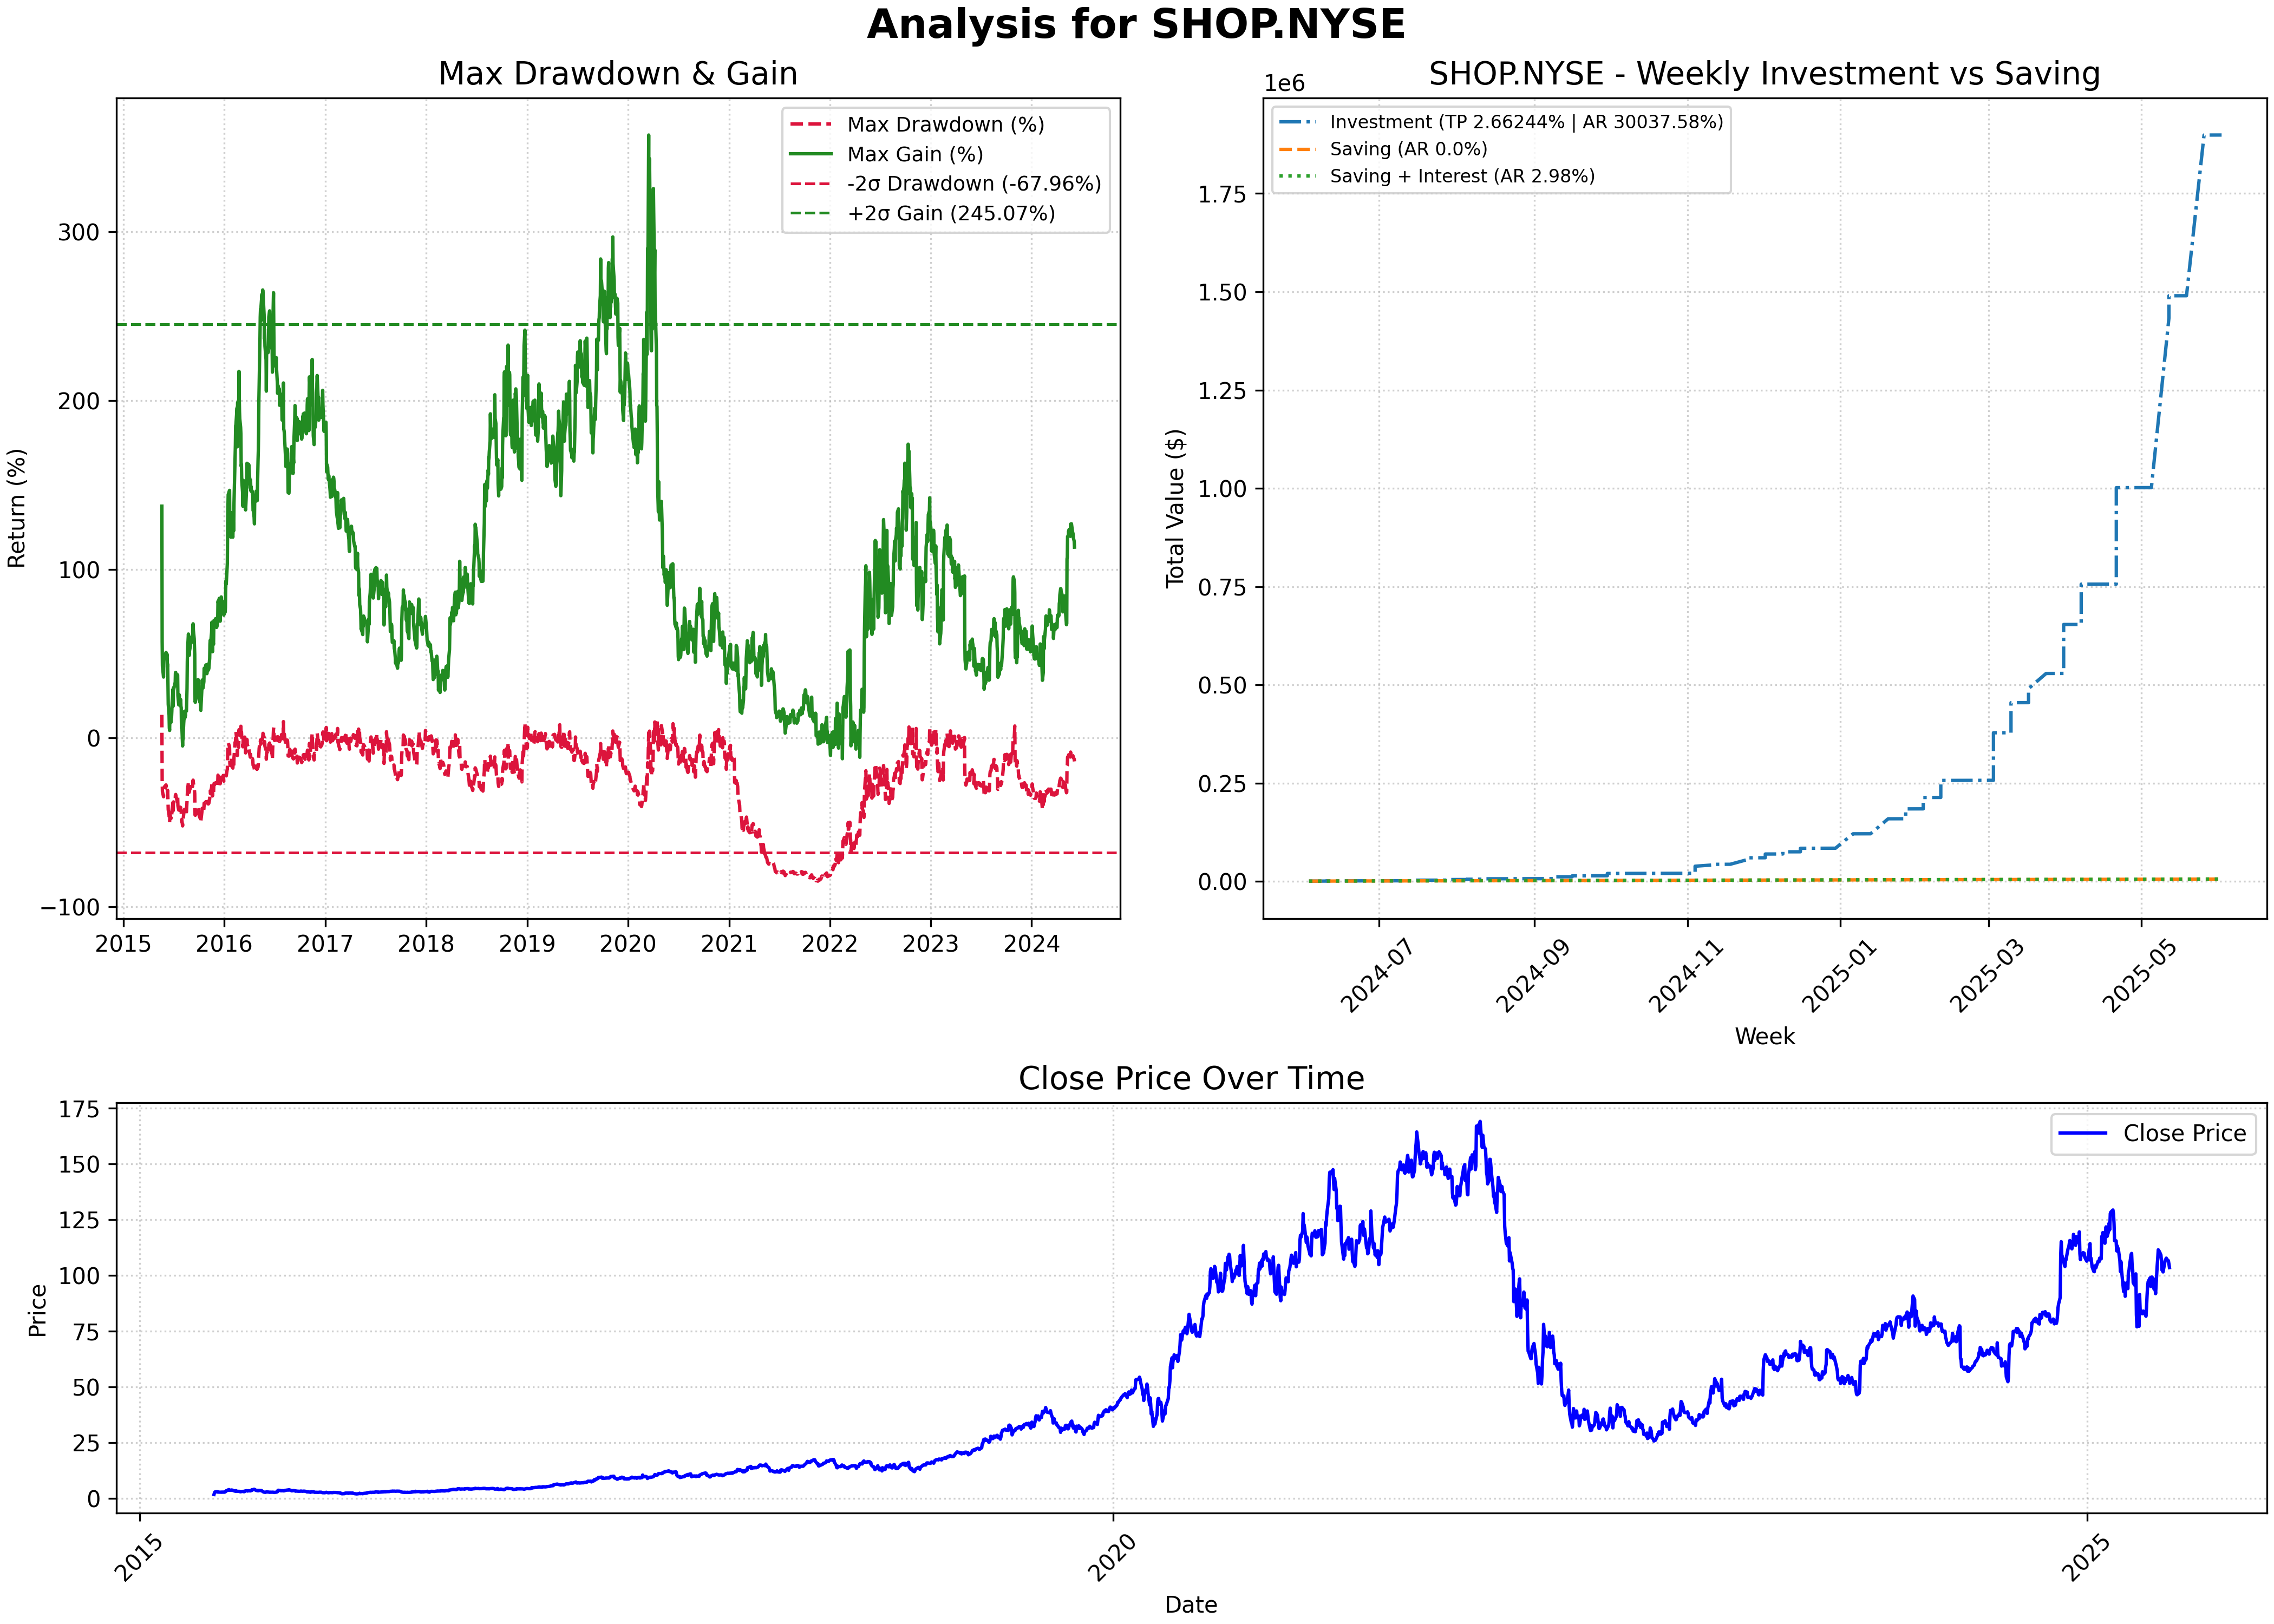 Analysis for SHOP.NYSE
Max Drawdown & Gain
Return (%)
300
200
100
0
−100
2015
2016
2017
2018
2019
2020
2021
2022
2023
2024
Max Drawdown (%)
Max Gain (%)
-2σ Drawdown (-67.96%)
+2σ Gain (245.07%)
SHOP.NYSE - Weekly Investment vs Saving
1e6
Total Value ($)
1.75
1.50
1.25
1.00
0.75
0.50
0.25
0.00
Investment (TP 2.66244% | AR 30037.58%)
Saving (AR 0.0%)
Saving + Interest (AR 2.98%)
2024-07
2024-09
2024-11
2025-01
2025-03
2025-05
Week
Close Price Over Time
Price
175
150
125
100
75
50
25
0
Close Price
2015
2020
2025
Date